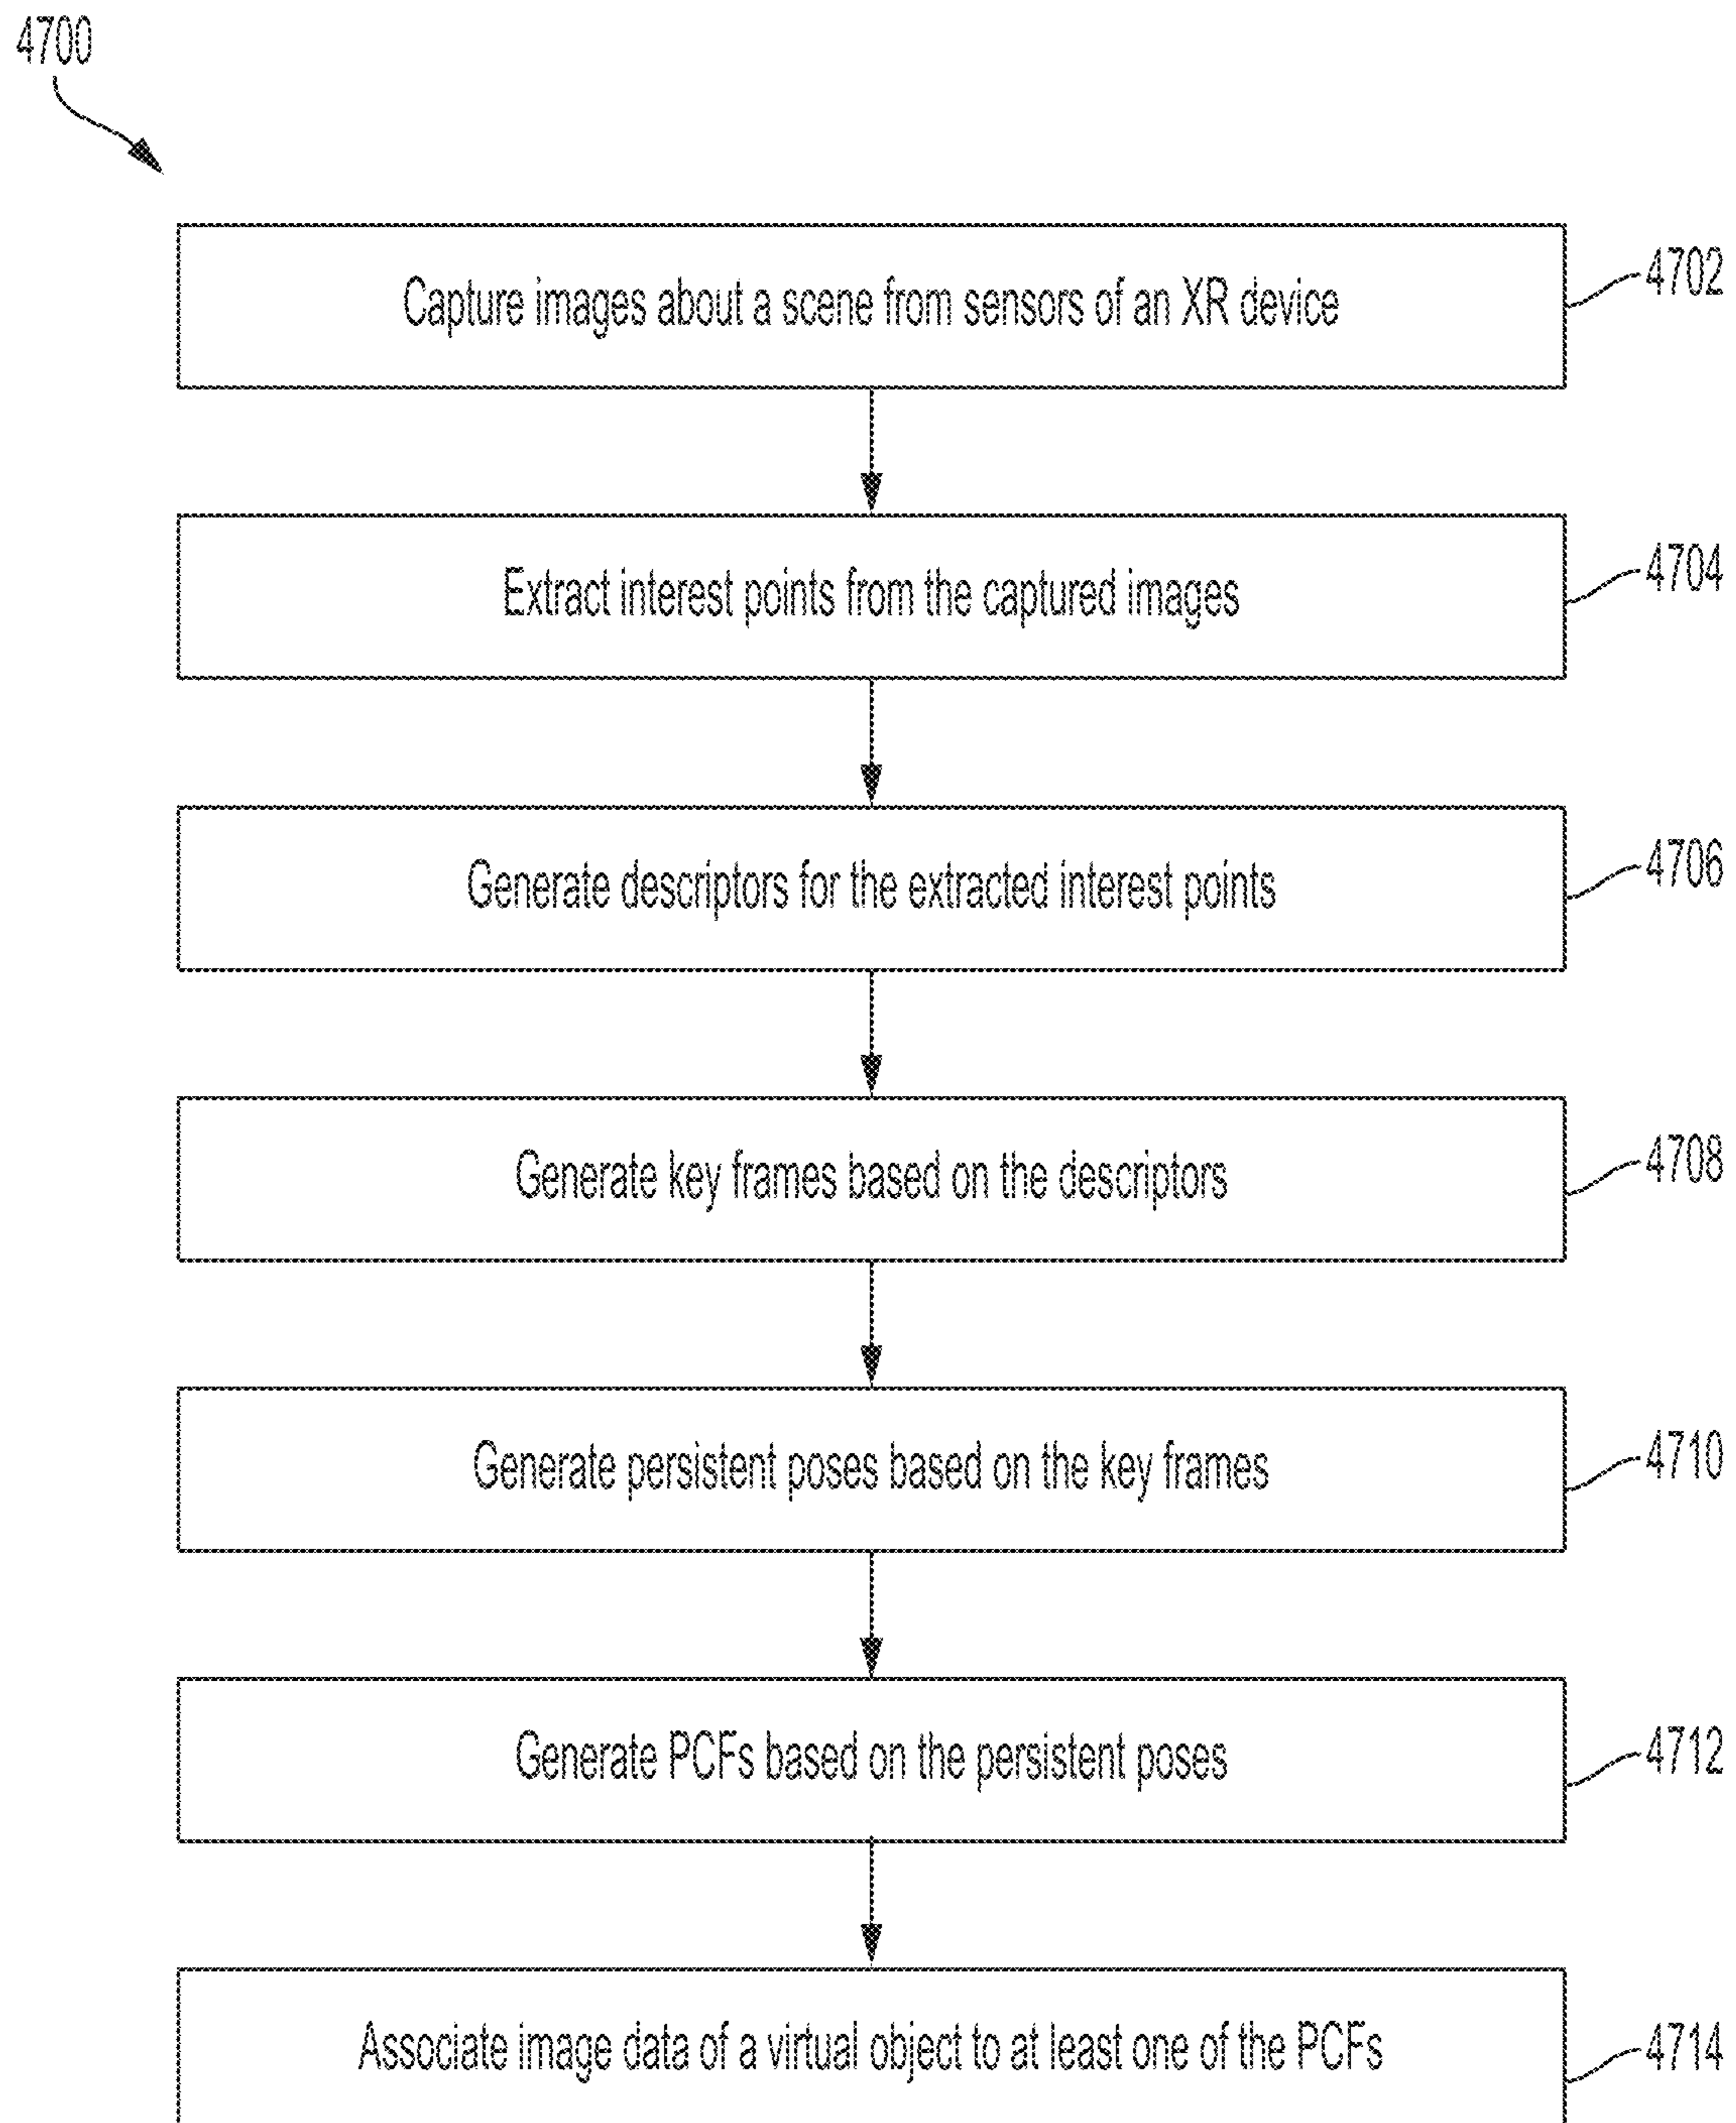 4700
Capture images about a scene from sensors of an XR device
4702
Extract interest points from the captured images
4704
Generate descriptors for the extracted interest points
4706
Generate key frames based on the descriptors
4708
Generate persistent poses based on the key frames
4710
Generate PCFs based on the persistent poses
4712
Associate image data of a virtual object to at least one of the PCFs
4714